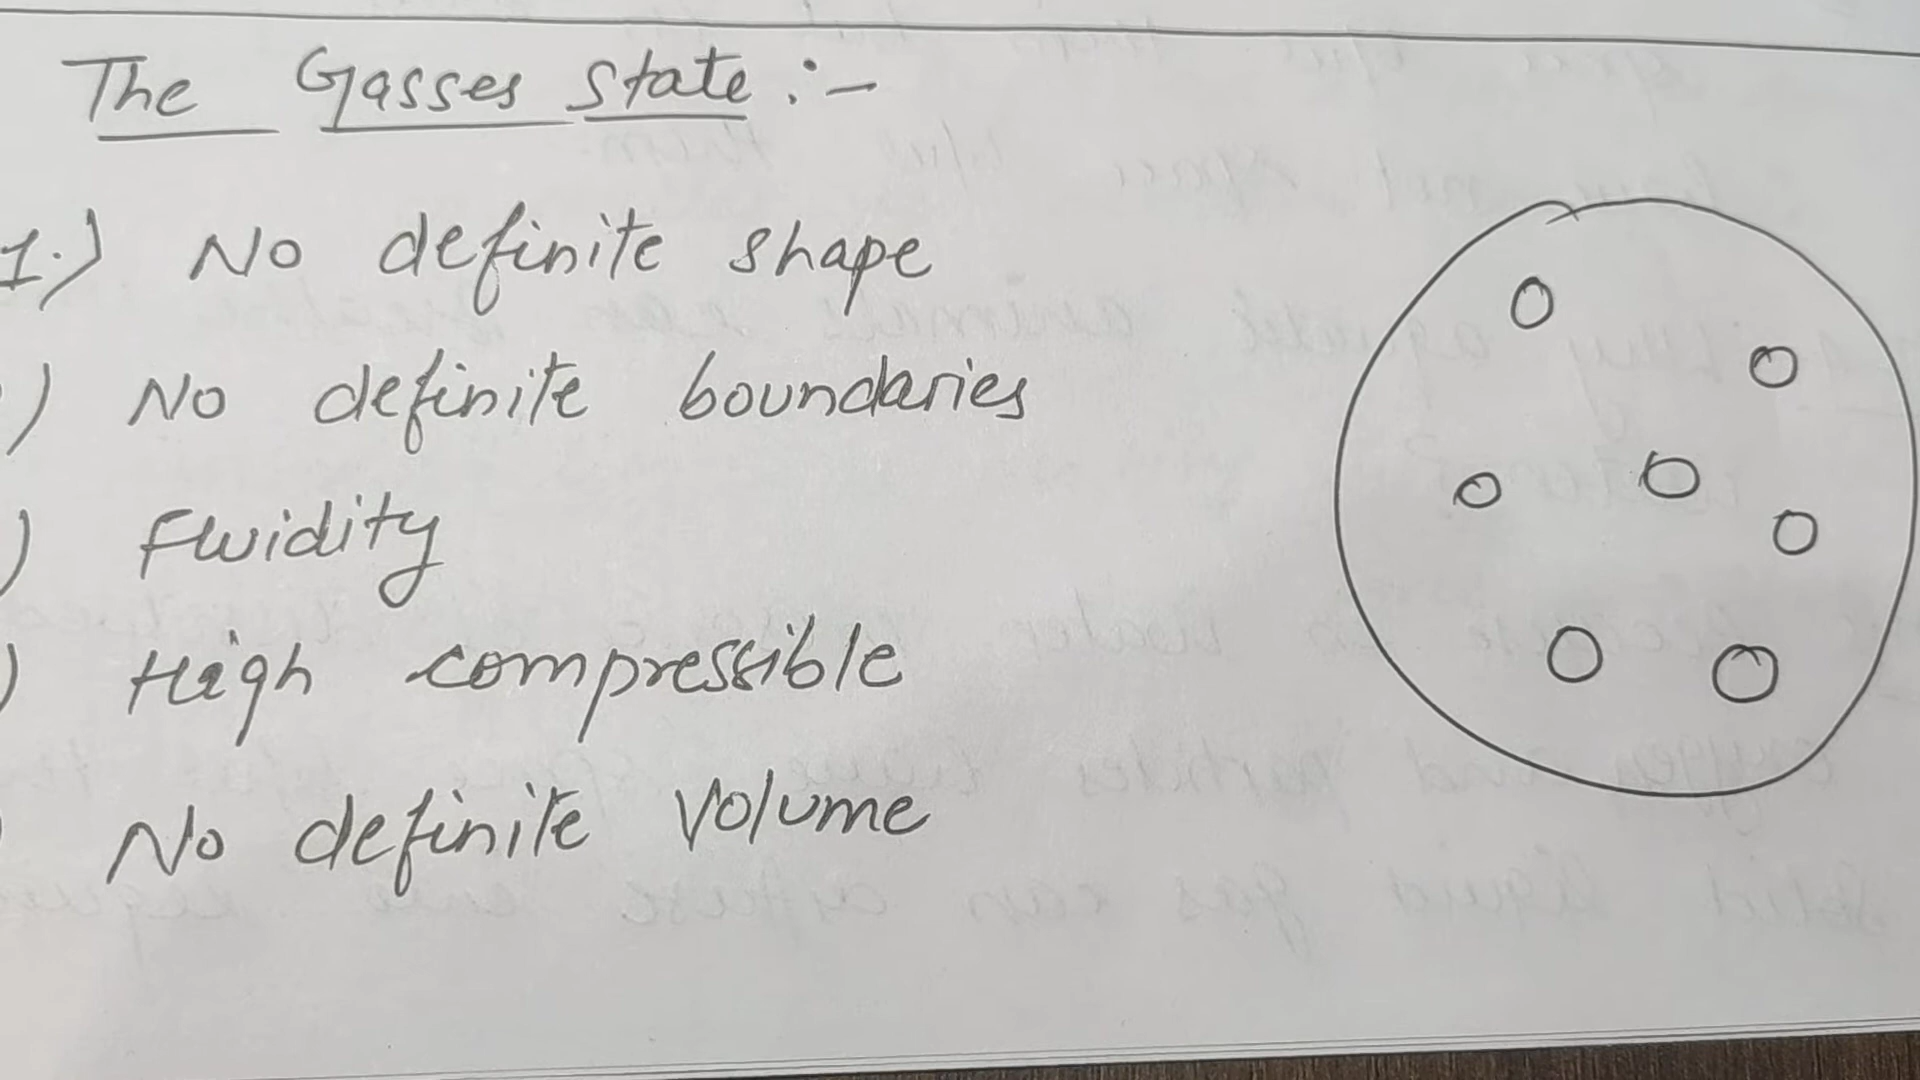 The Gasses state :-
1.) No definite shape
) No definite boundaries
) Fluidity
) High compressible
) No definite Volume